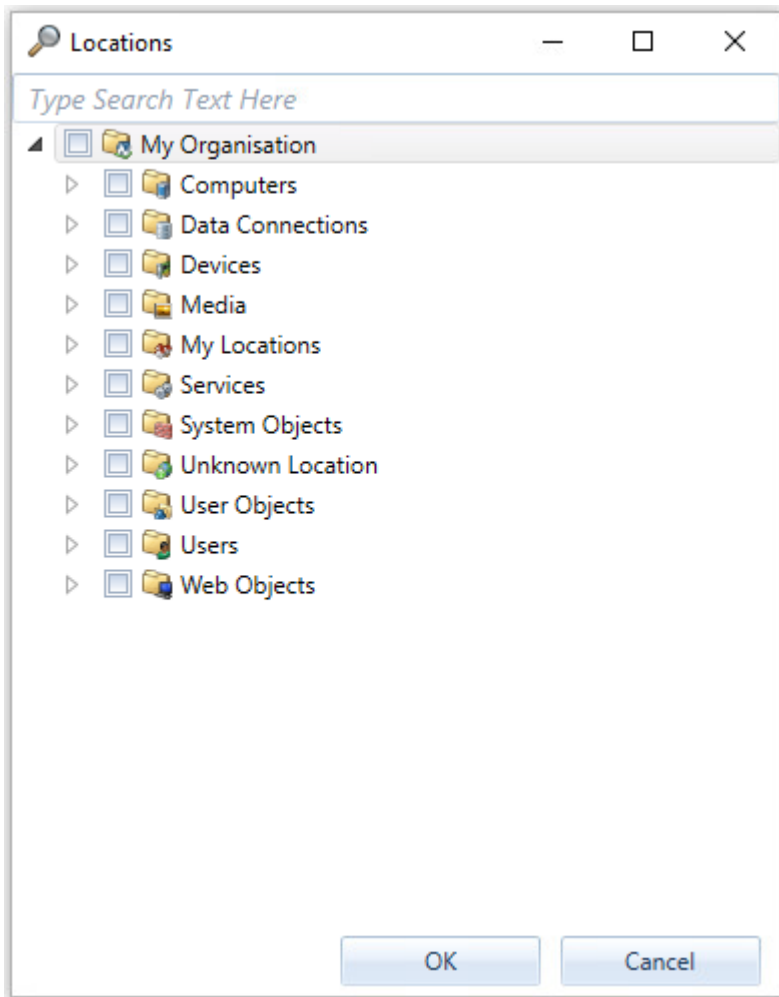 Locations
Type Search Text Here
My Organisation
Computers
Data Connections
Devices
Media
My Locations
Services
System Objects
Unknown Location
User Objects
Users
Web Objects
OK Cancel